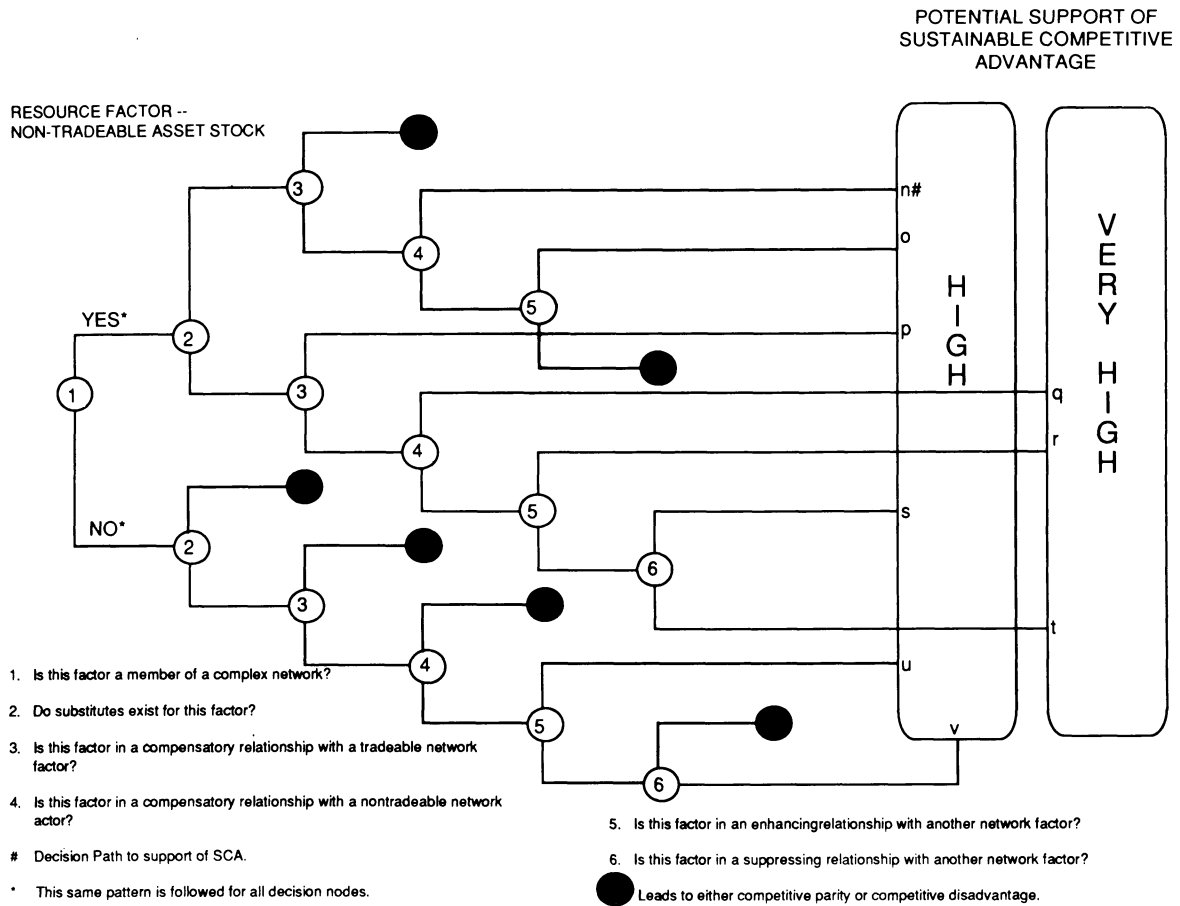 POTENTIAL SUPPORT OF
SUSTAINABLE COMPETITIVE
ADVANTAGE
RESOURCE FACTOR --
NON-TRADEABLE ASSET STOCK
3
n#
4
o
5
HIGH
VERY HIGH
YES*
2
p
1
3
q
4
r
5
s
NO*
2
6
3
t
4
u
5
v
6
1. Is this factor a member of a complex network?
2. Do substitutes exist for this factor?
3. Is this factor in a compensatory relationship with a tradeable network
factor?
4. Is this factor in a compensatory relationship with a nontradeable network
actor?
# Decision Path to support of SCA.
* This same pattern is followed for all decision nodes.
5. Is this factor in an enhancingrelationship with another network factor?
6. Is this factor in a suppressing relationship with another network factor?
Leads to either competitive parity or competitive disadvantage.